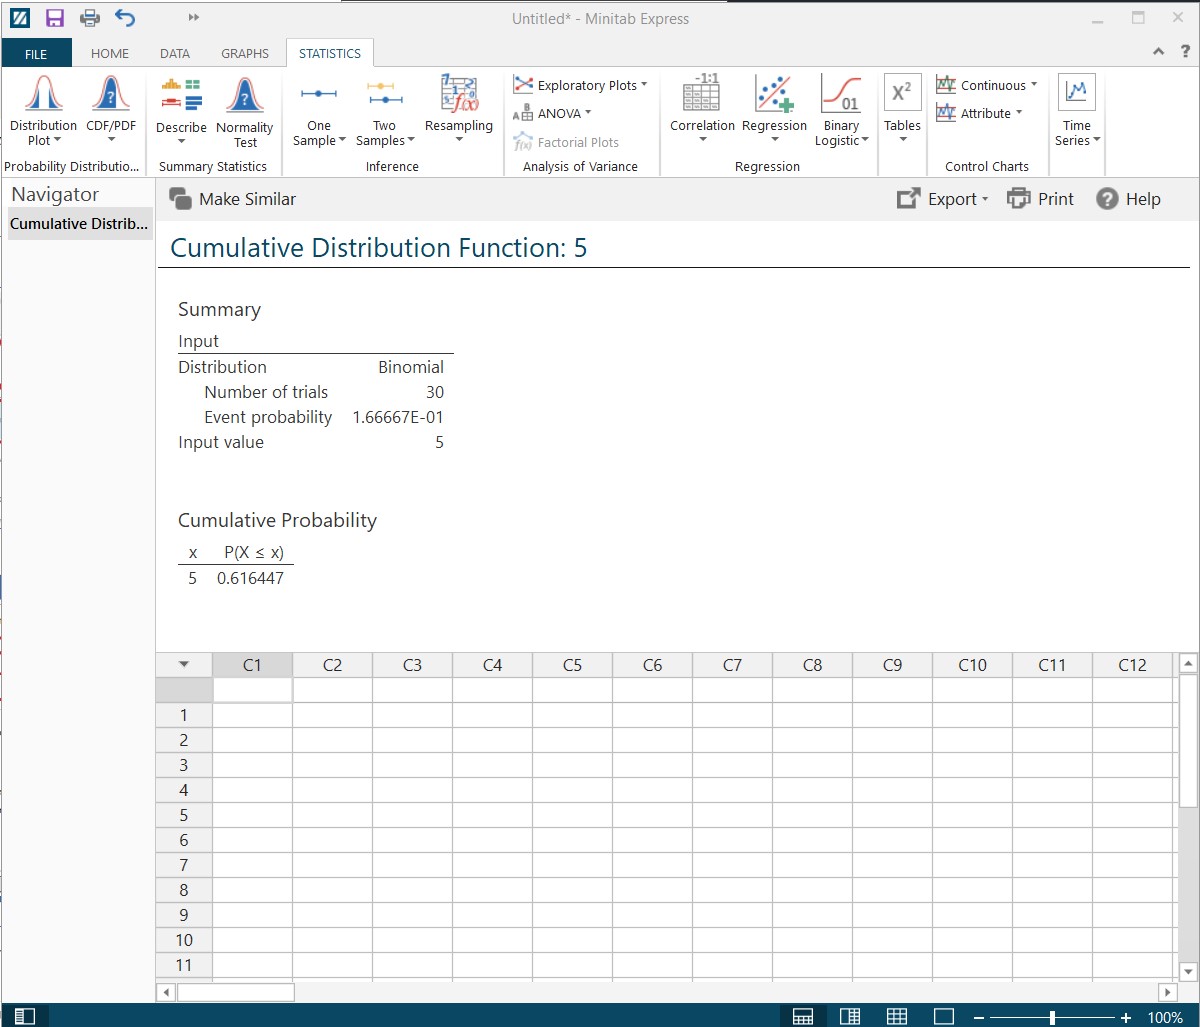 Untitled* - Minitab Express
FILE HOME DATA GRAPHS STATISTICS
Distribution Plot
CDF/PDF
Probability Distributio...
Describe
Normality Test
Summary Statistics
One Sample
Two Samples
Resampling
Inference
Exploratory Plots
ANOVA
Factorial Plots
Analysis of Variance
Correlation
Regression
Binary Logistic
Regression
Tables
Continuous
Attribute
Control Charts
Time Series
Navigator
Cumulative Distrib...
Make Similar
Export Print Help
Cumulative Distribution Function: 5
Summary
Input
Distribution Binomial
Number of trials 30
Event probability 1.66667E-01
Input value 5
Cumulative Probability
x P(X ≤ x)
5 0.616447
C1 C2 C3 C4 C5 C6 C7 C8 C9 C10 C11 C12
1
2
3
4
5
6
7
8
9
10
11
100%